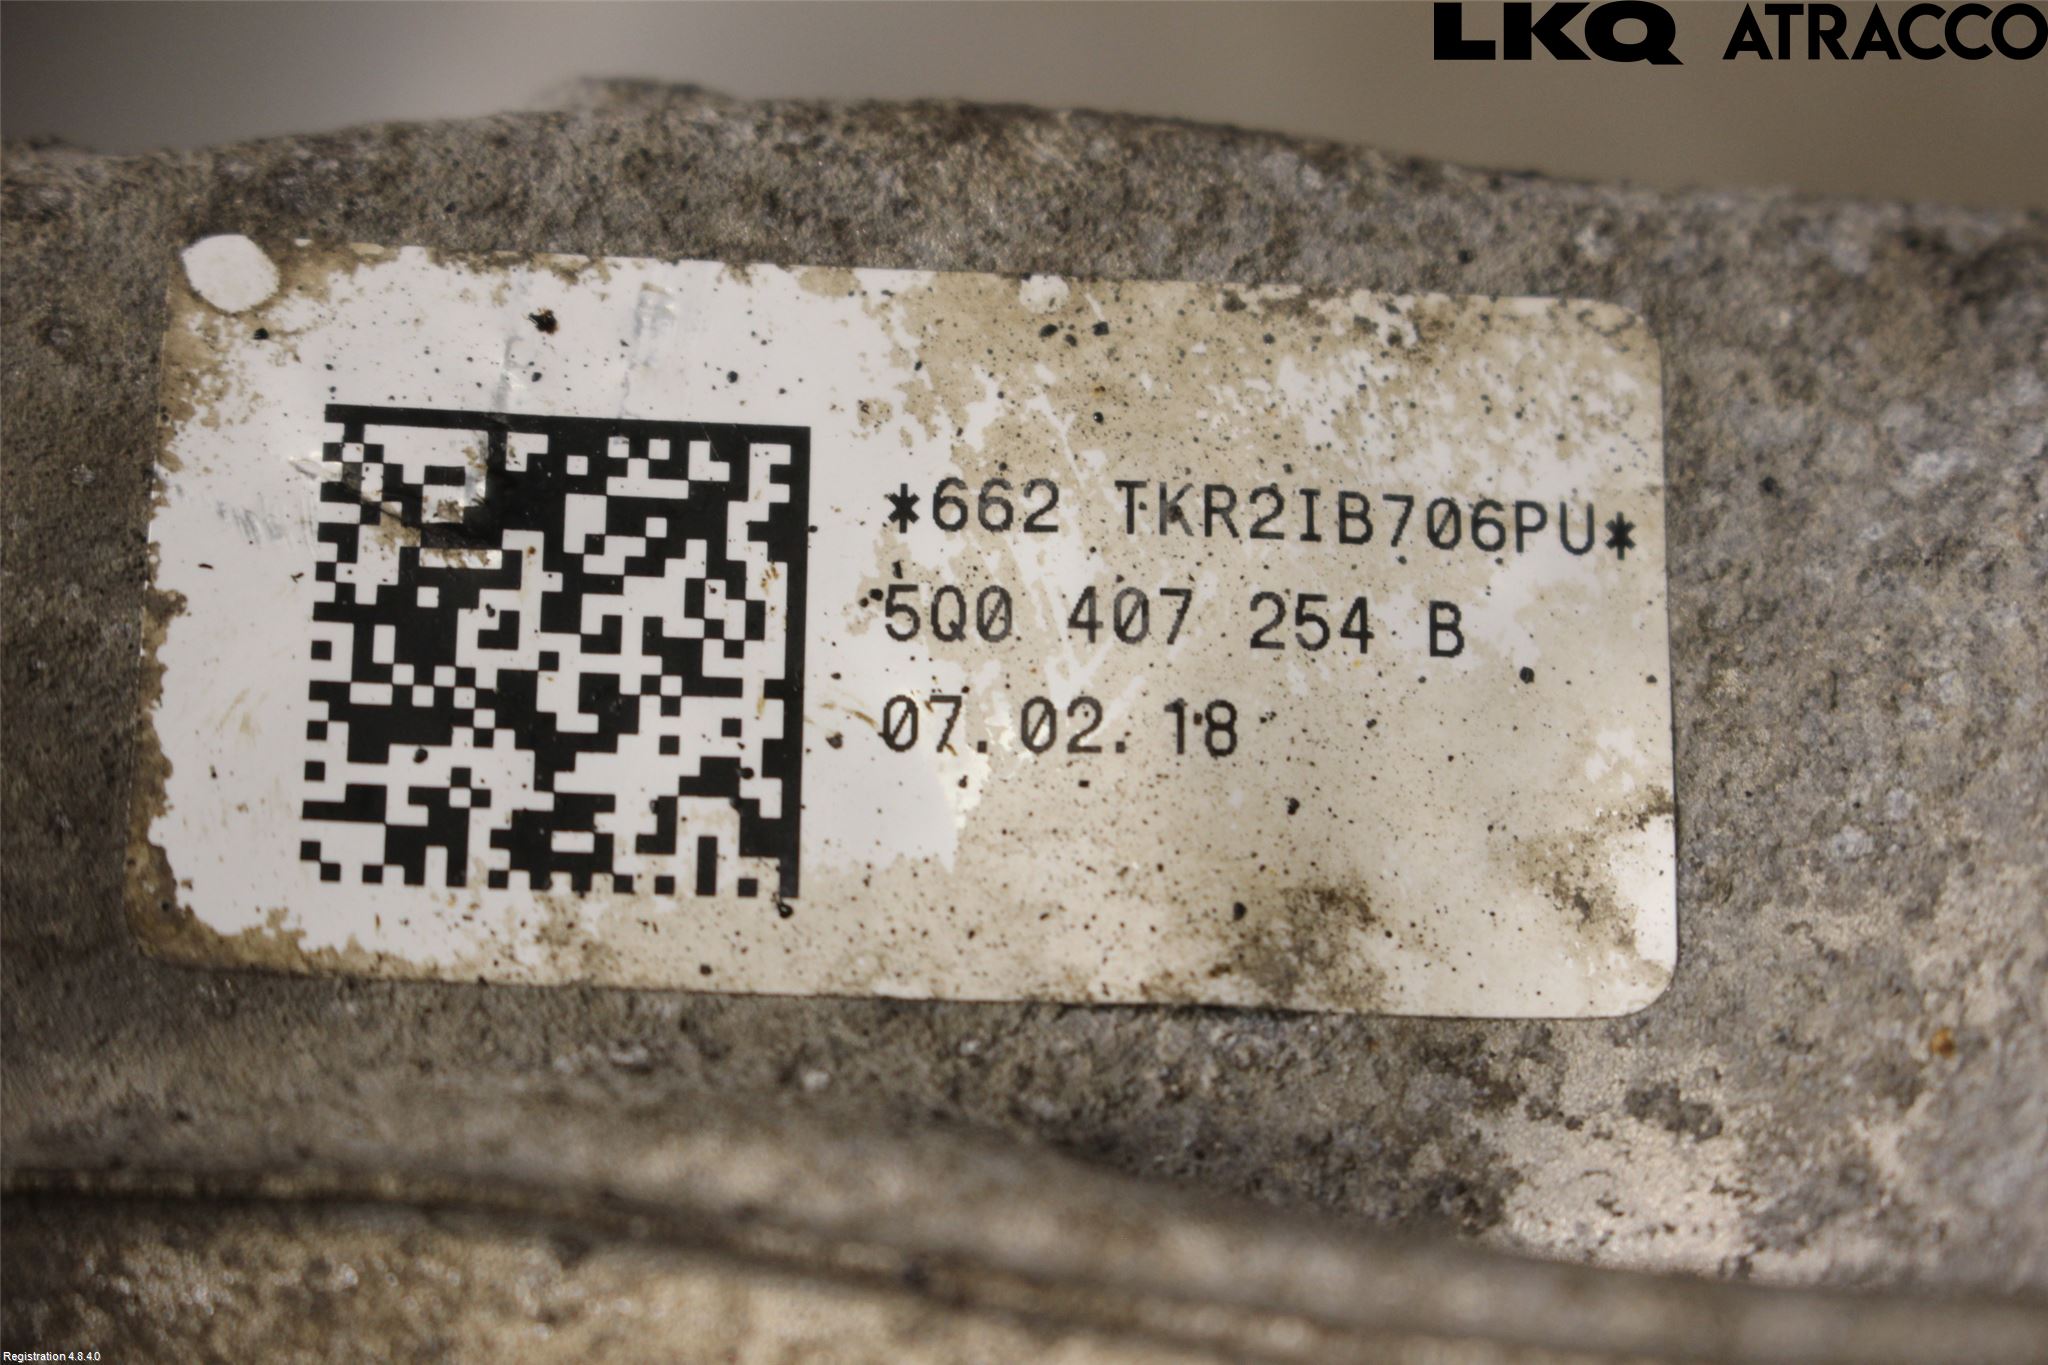 LKQ ATRACCO
*662 TKR2IB706PU*
5Q0 407 254 B
07.02.18
Registration 4.8.4.0